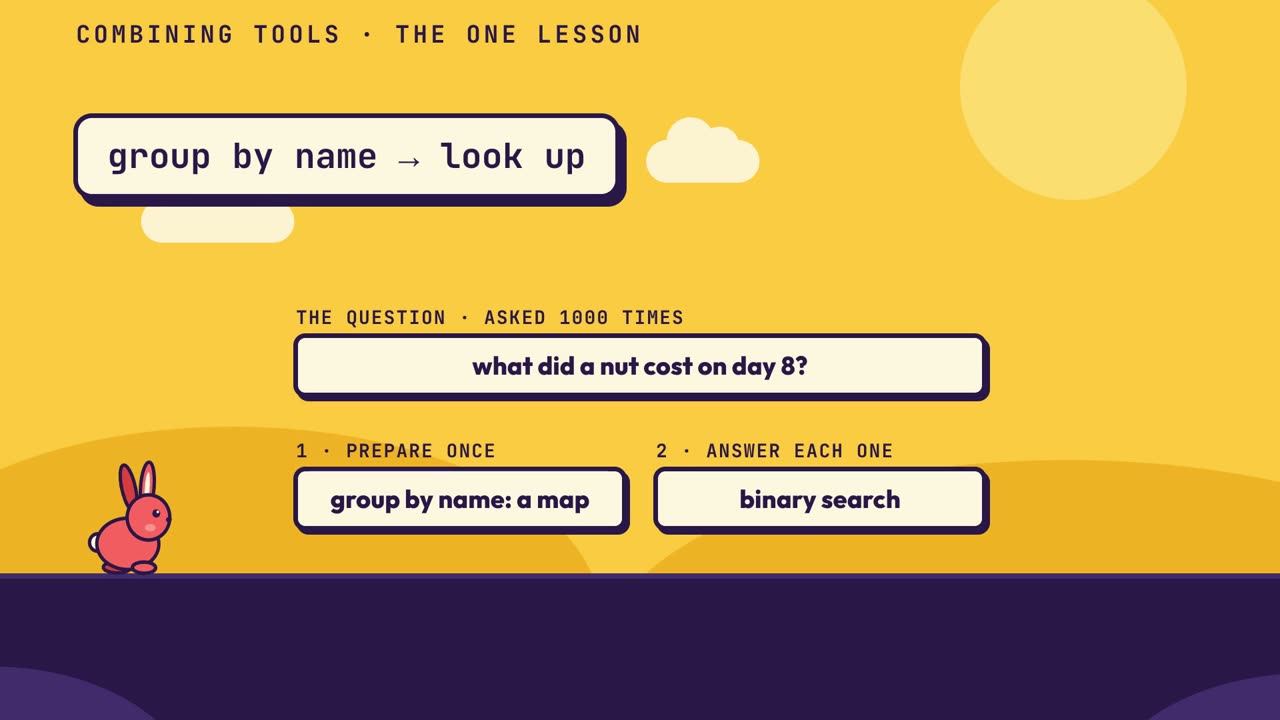 COMBINING TOOLS · THE ONE LESSON
group by name → look up
THE QUESTION · ASKED 1000 TIMES
what did a nut cost on day 8?
1 · PREPARE ONCE
group by name: a map
2 · ANSWER EACH ONE
binary search